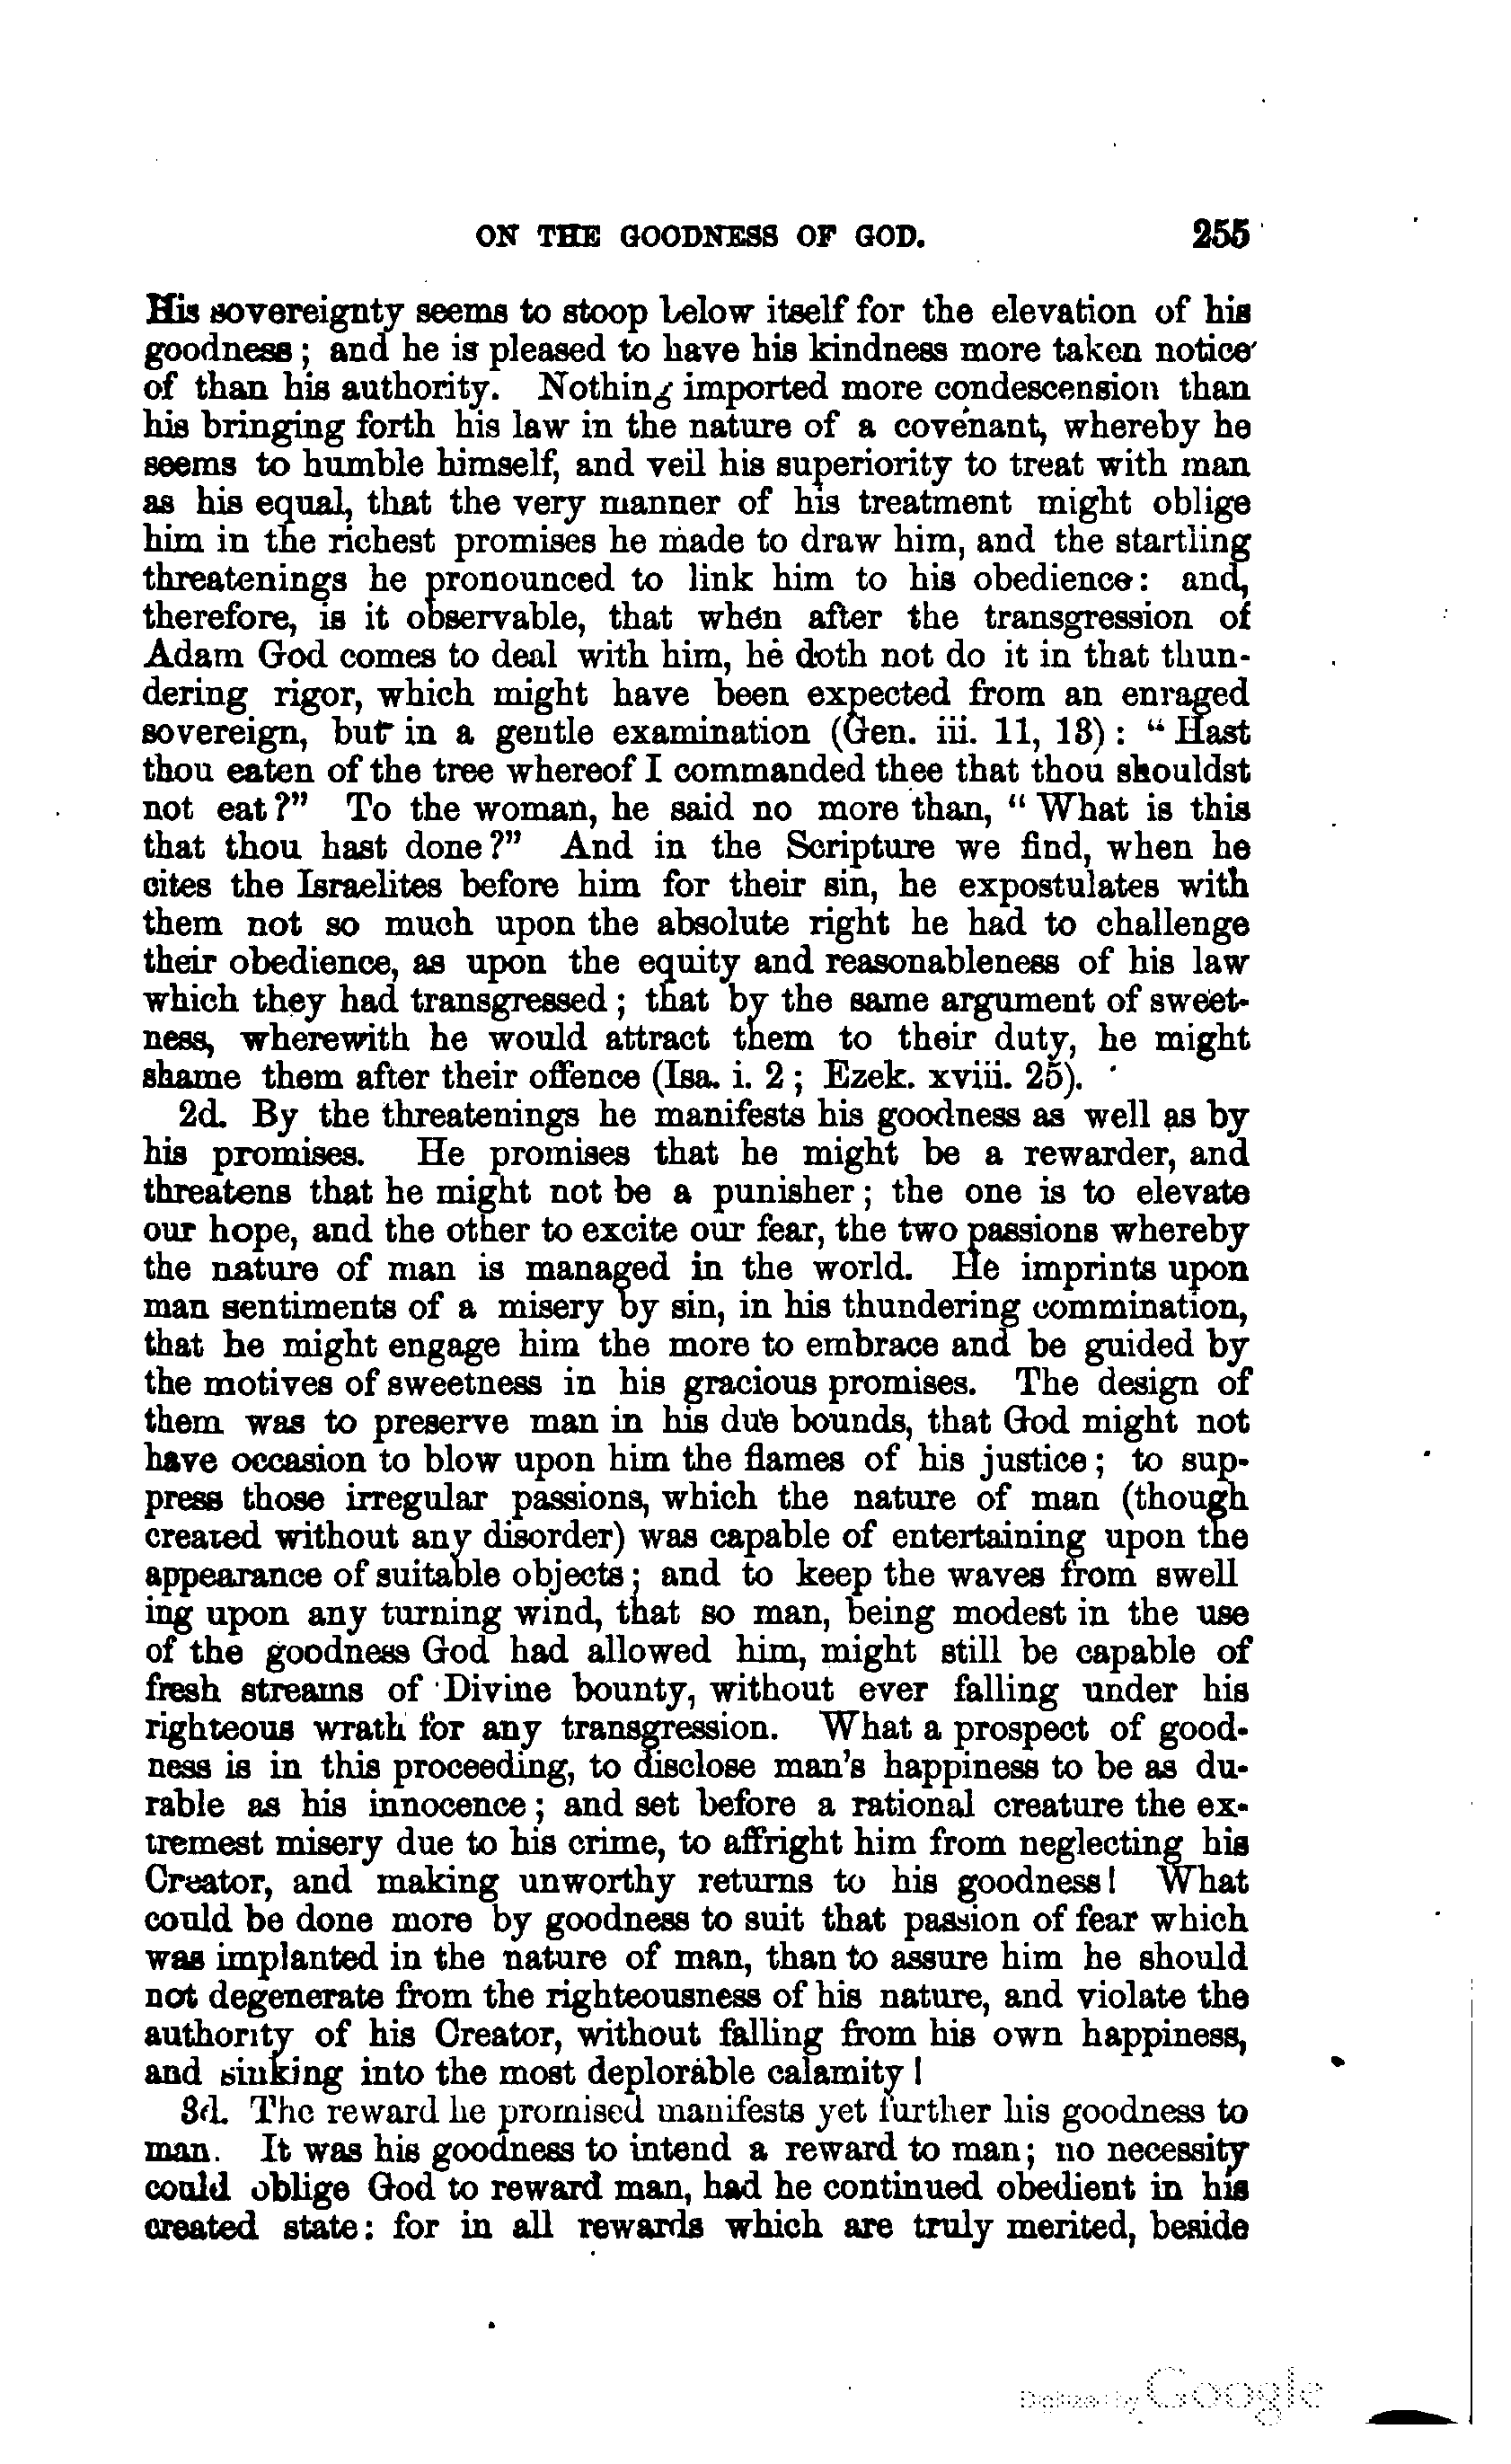 ON THE GOODNESS OF GOD. 255
His sovereignty seems to stoop below itself for the elevation of his
goodness; and he is pleased to have his kindness more taken notice
of than his authority. Nothing imported more condescension than
his bringing forth his law in the nature of a covenant, whereby he
seems to humble himself, and veil his superiority to treat with man
as his equal, that the very manner of his treatment might oblige
him in the richest promises he made to draw him, and the startling
threatenings he pronounced to link him to his obedience: and,
therefore, is it observable, that when after the transgression of
Adam God comes to deal with him, he doth not do it in that thun-
dering rigor, which might have been expected from an enraged
sovereign, but in a gentle examination (Gen. iii. 11, 13): “Hast
thou eaten of the tree whereof I commanded thee that thou shouldst
not eat?” To the woman, he said no more than, “What is this
that thou hast done?” And in the Scripture we find, when he
cites the Israelites before him for their sin, he expostulates with
them not so much upon the absolute right he had to challenge
their obedience, as upon the equity and reasonableness of his law
which they had transgressed; that by the same argument of sweet-
ness, wherewith he would attract them to their duty, he might
shame them after their offence (Isa. i. 2; Ezek. xviii. 25).
2d. By the threatenings he manifests his goodness as well as by
his promises. He promises that he might be a rewarder, and
threatens that he might not be a punisher; the one is to elevate
our hope, and the other to excite our fear, the two passions whereby
the nature of man is managed in the world. He imprints upon
man sentiments of a misery by sin, in his thundering commination,
that he might engage him the more to embrace and be guided by
the motives of sweetness in his gracious promises. The design of
them was to preserve man in his due bounds, that God might not
have occasion to blow upon him the flames of his justice; to sup-
press those irregular passions, which the nature of man (though
created without any disorder) was capable of entertaining upon the
appearance of suitable objects; and to keep the waves from swell
ing upon any turning wind, that so man, being modest in the use
of the goodness God had allowed him, might still be capable of
fresh streams of Divine bounty, without ever falling under his
righteous wrath for any transgression. What a prospect of good-
ness is in this proceeding, to disclose man's happiness to be as du-
rable as his innocence; and set before a rational creature the ex-
tremest misery due to his crime, to affright him from neglecting his
Creator, and making unworthy returns to his goodness! What
could be done more by goodness to suit that passion of fear which
was implanted in the nature of man, than to assure him he should
not degenerate from the righteousness of his nature, and violate the
authority of his Creator, without falling from his own happiness,
and sinking into the most deplorable calamity!
3d. The reward he promised manifests yet further his goodness to
man. It was his goodness to intend a reward to man; no necessity
could oblige God to reward man, had he continued obedient in his
created state: for in all rewards which are truly merited, beside
Digitized by Google